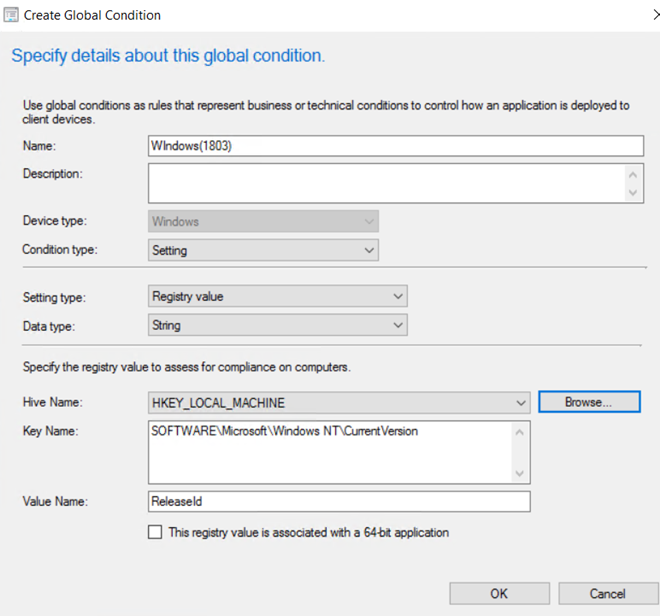 Create Global Condition
Specify details about this global condition.
Use global conditions as rules that represent business or technical conditions to control how an application is deployed to
client devices.
Name: WIndows(1803)
Description:
Device type: Windows
Condition type: Setting
Setting type: Registry value
Data type: String
Specify the registry value to assess for compliance on computers.
Hive Name: HKEY_LOCAL_MACHINE Browse...
Key Name: SOFTWARE\Microsoft\Windows NT\CurrentVersion
Value Name: ReleaseId
This registry value is associated with a 64-bit application
OK Cancel